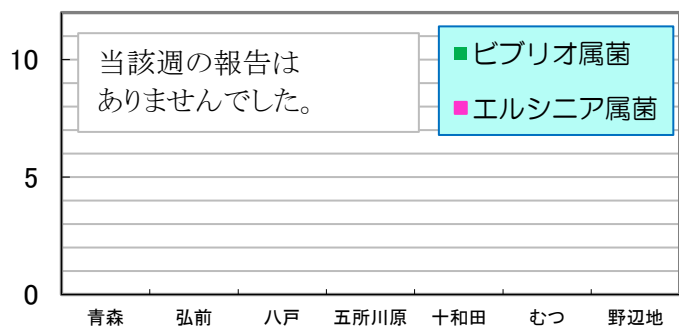 10
当該週の報告は
ありませんでした。
ビブリオ属菌
エルシニア属菌
5
0
青森 弘前 八戸 五所川原 十和田 むつ 野辺地